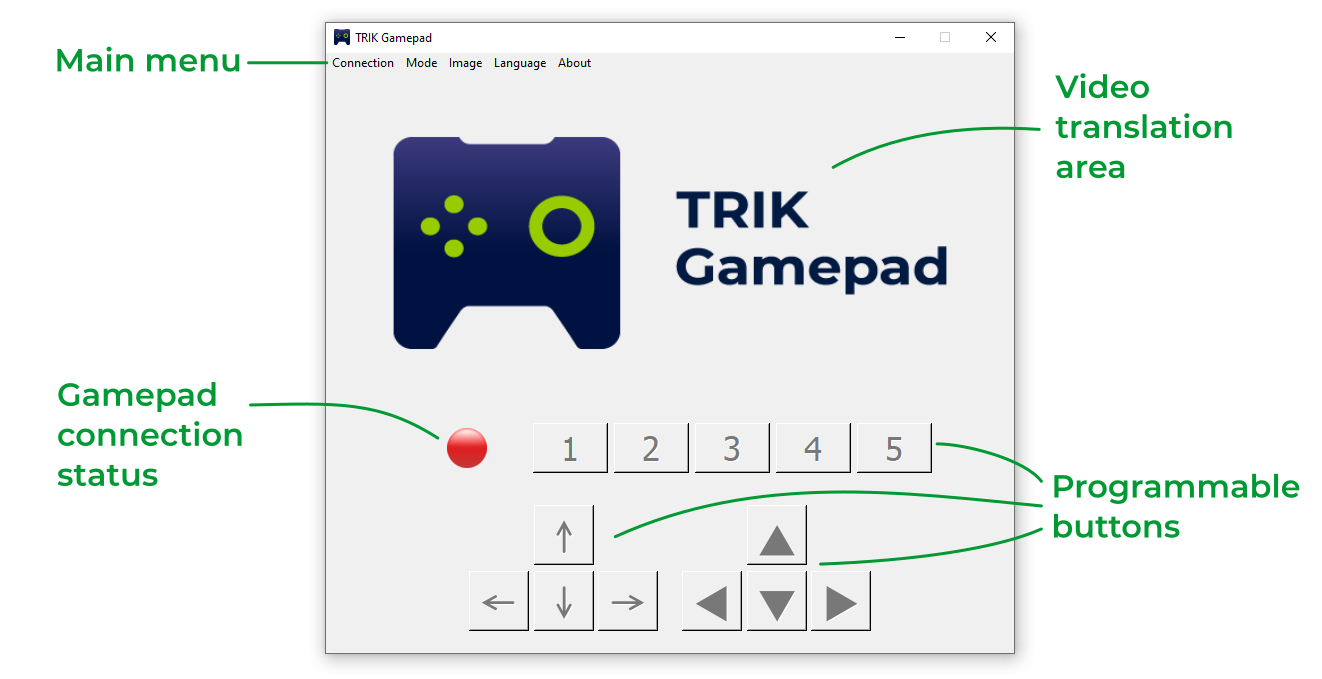 TRIK Gamepad
Connection Mode Image Language About
Main menu
Video
translation
area
TRIK
Gamepad
Gamepad
connection
status
1 2 3 4 5
Programmable
buttons